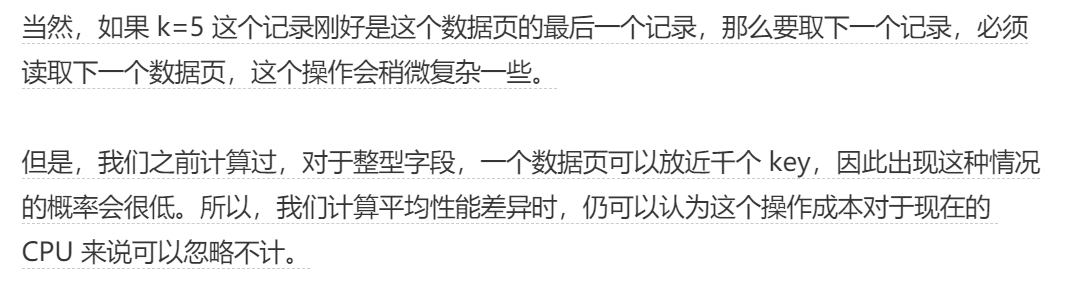 当然，如果 k=5 这个记录刚好是这个数据页的最后一个记录，那么要取下一个记录，必须
读取下一个数据页，这个操作会稍微复杂一些。
但是，我们之前计算过，对于整型字段，一个数据页可以放近千个 key，因此出现这种情况
的概率会很低。所以，我们计算平均性能差异时，仍可以认为这个操作成本对于现在的
CPU 来说可以忽略不计。